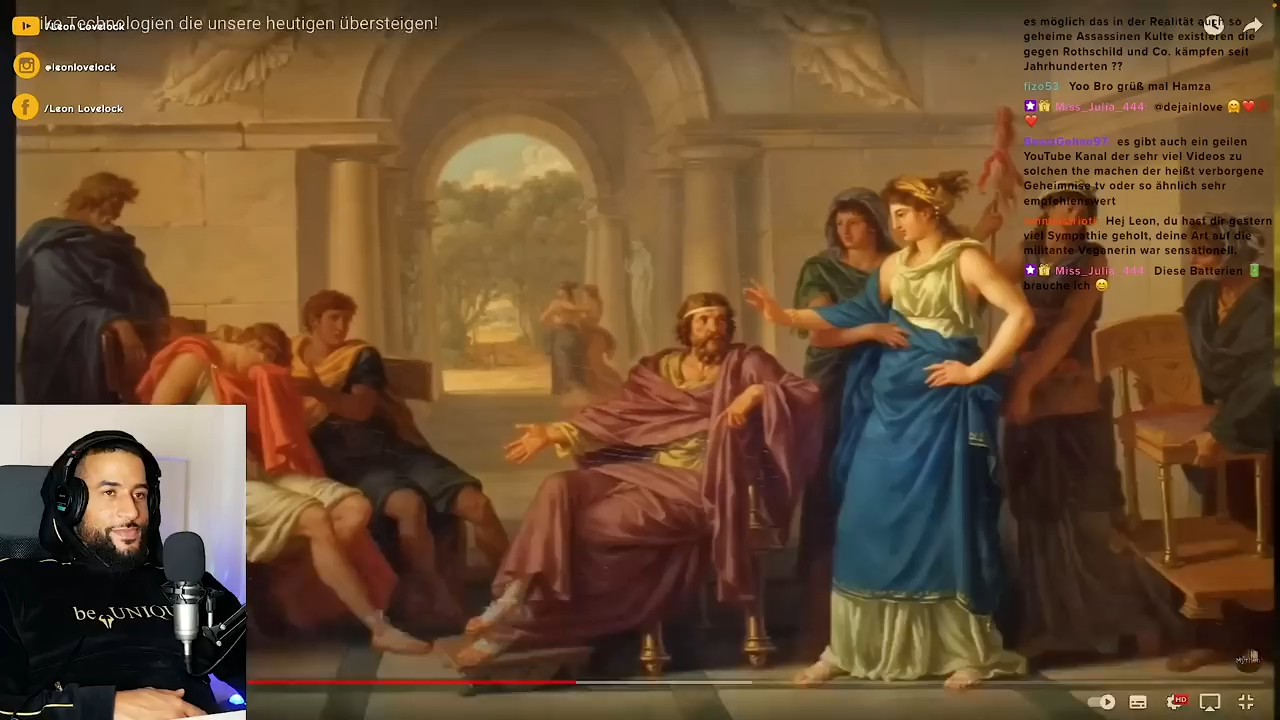 Technologien die unsere heutigen übersteigen!
/Leon Lovelock
@leonlovelock
/Leon Lovelock
es möglich das in der Realität auch so
geheime Assassinen Kulte existieren die
gegen Rothschild und Co. kämpfen seit
Jahrhunderten ??
fizo53 Yoo Bro grüß mal Hamza
Miss_Julia_444 @dejainlove 🤗❤️
❤️
es gibt auch ein geilen
YouTube Kanal der sehr viel Videos zu
solchen the machen der heißt verborgene
Geheimnise tv oder so ähnlich sehr
empfehlenswert
Hej Leon, du hast dir gestern
viel Sympathie geholt, deine Art auf die
militante Veganerin war sensationell.
Miss_Julia_444 Diese Batterien 🔋
brauche ich 😄
be UNIQU
HD